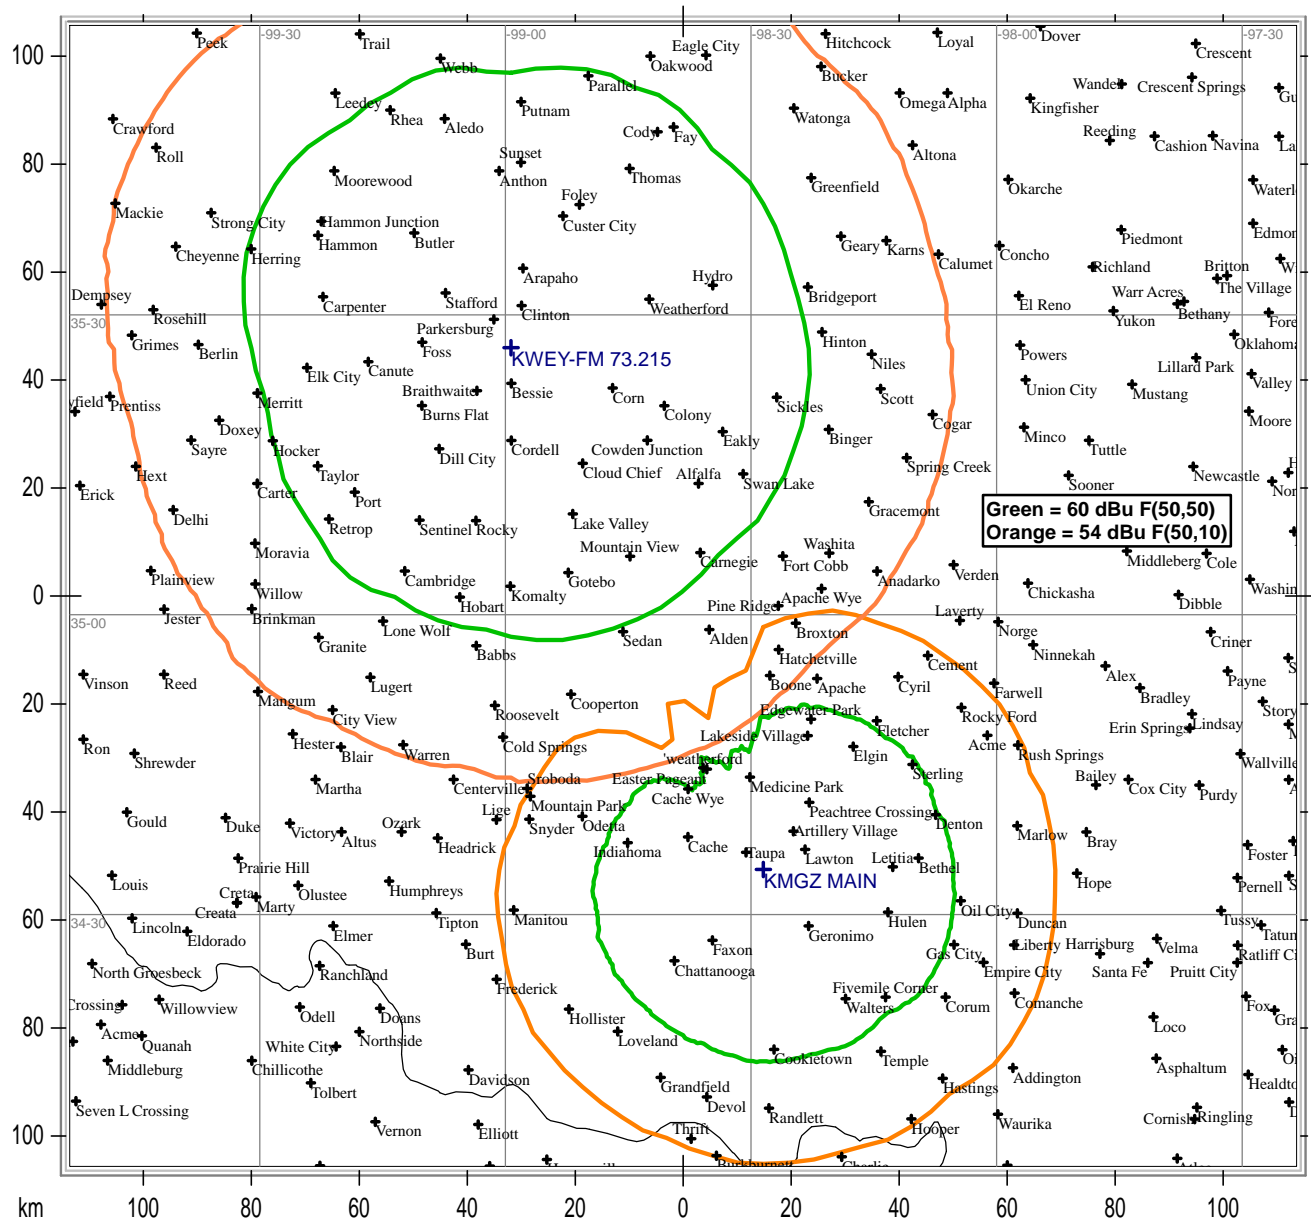 Peek
-99-30
Trail
-99-00
Eagle City
Oakwood
-98-30
Hitchcock
Loyal
-98-00
Dover
Crescent
-97-30
100
Webb
Parallel
Bucker
Wander
Crescent Springs
Leedey
Rhea
Aledo
Putnam
Cody
Fay
Watonga
Omega
Alpha
Kingfisher
Reeding
Cashion
Navina
Crawford
Roll
80
Moorewood
Sunset
Anthon
Thomas
Foley
Custer City
Greenfield
Altona
Okarche
Mackie
Strong City
Hammon Junction
Hammon
Butler
Geary
Karns
Concho
Piedmont
Cheyenne
Herring
Calumet
60
Arapaho
Hydro
Richland
Britton
The Village
Dempsey
Rosehill
Carpenter
Stafford
Clinton
Weatherford
Bridgeport
El Reno
Warr Acres
Yukon
Bethany
35-30
Parkersburg
Foss
KWEY-FM 73.215
Grimes
Berlin
Hinton
Niles
Powers
Lillard Park
Elk City
Canute
40
Prentiss
Merritt
Braithwaite
Burns Flat
Bessie
Corn
Colony
Sickles
Scott
Union City
Mustang
Valley
Moore
Doxey
Sayre
Hocker
Dill City
Cordell
Cowden Junction
Eakly
Binger
Cogar
Minco
Tuttle
Hext
Taylor
Cloud Chief
Alfalfa
Swan Lake
Spring Creek
Newcastle
Sooner
20
Erick
Carter
Port
Delhi
Retrop
Sentinel
Rocky
Lake Valley
Gracemont
Green = 60 dBu F(50,50)
Orange = 54 dBu F(50,10)
Moravia
Mountain View
Carnegie
Washita
Fort Cobb
Middleberg
Cole
Plainview
Cambridge
Gotebo
Anadarko
Verden
0
Willow
Hobart
Komalty
Pine Ridge
Apache Wye
Chickasha
Dibble
Jester
Brinkman
Laverty
35-00
Granite
Lone Wolf
Babbs
Sedan
Alden
Broxton
Norge
Ninnekah
Criner
Hatchetville
Cement
Vinson
Reed
Lugert
Boone
Apache
Cyril
Farwell
Alex
Bradley
Payne
20
Mangum
City View
Roosevelt
Cooperton
Edgewater Park
Rocky Ford
Erin Springs
Lindsay
Ron
Shrewder
Hester
Blair
Warren
Cold Springs
Lakeside Village
Fletcher
Acme
Rush Springs
Elgin
'weatherford
Martha
Centerville
Sroboda
Easter Pageant
Cache Wye
Medicine Park
Sterling
Bailey
Cox City
Purdy
Mountain Park
40
Gould
Duke
Victory
Altus
Ozark
Headrick
Lige
Snyder
Odetta
Peachtree Crossing
Denton
Artillery Village
Marlow
Bray
Foster
Prairie Hill
Indianoma
Cache
Taupa
Lawton
Letitia
Bethel
KMGZ MAIN
Louis
Olustee
Humphreys
Hope
Pernell
Creta
Creata
Marty
Manitou
Oil City
60
34-30
Lincoln
Eldorado
Elmer
Tipton
Burt
Faxon
Geronimo
Hulen
Duncan
Tussy
Gas City
Liberty
Harrisburg
Velma
North Groesbeck
Ranchland
Frederick
Chattanooga
Empire City
Santa Fe
Pruitt City
Willowview
Odell
Doans
Hollister
Fivemile Corner
Walters
Corum
Comanche
Fox
80
Acme
Quanah
White City
Northside
Loveland
Loco
Middleburg
Chillicothe
Tolbert
Davidson
Cookietown
Temple
Asphaltum
Grandfield
Hastings
Addington
Seven L Crossing
Devol
Randlett
Ringling
Cornish
Vernon
Elliott
Hooper
Waurika
100
Thrift
Burkburnett
km
100
80
60
40
20
0
20
40
60
80
100